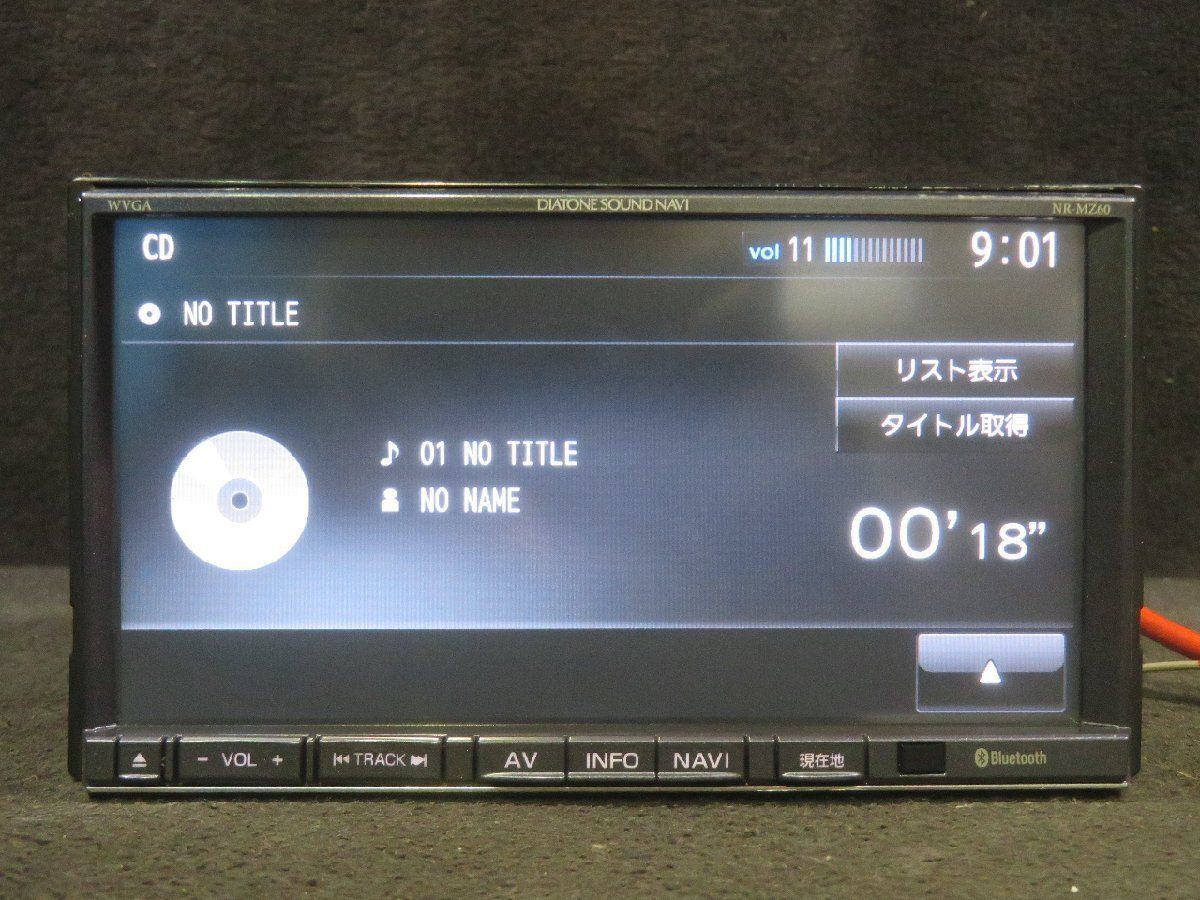 WVGA DIATONE SOUND NAVI NR-MZ60
CD vol 11 9:01
NO TITLE
リスト表示
タイトル取得
01 NO TITLE
NO NAME
00' 18"
- VOL + TRACK AV INFO NAVI 現在地 Bluetooth